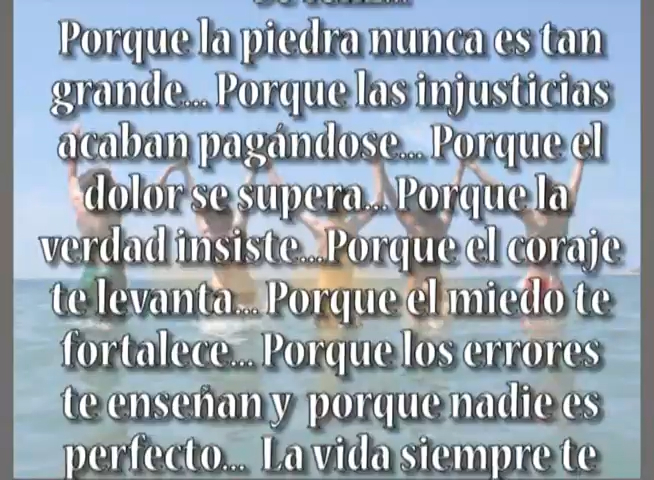 Porque la piedra nunca es tan
grande... Porque las injusticias
acaban pagándose... Porque el
dolor se supera... Porque la
verdad insiste...Porque el coraje
te levanta... Porque el miedo te
fortalece... Porque los errores
te enseñan y porque nadie es
perfecto... La vida siempre te